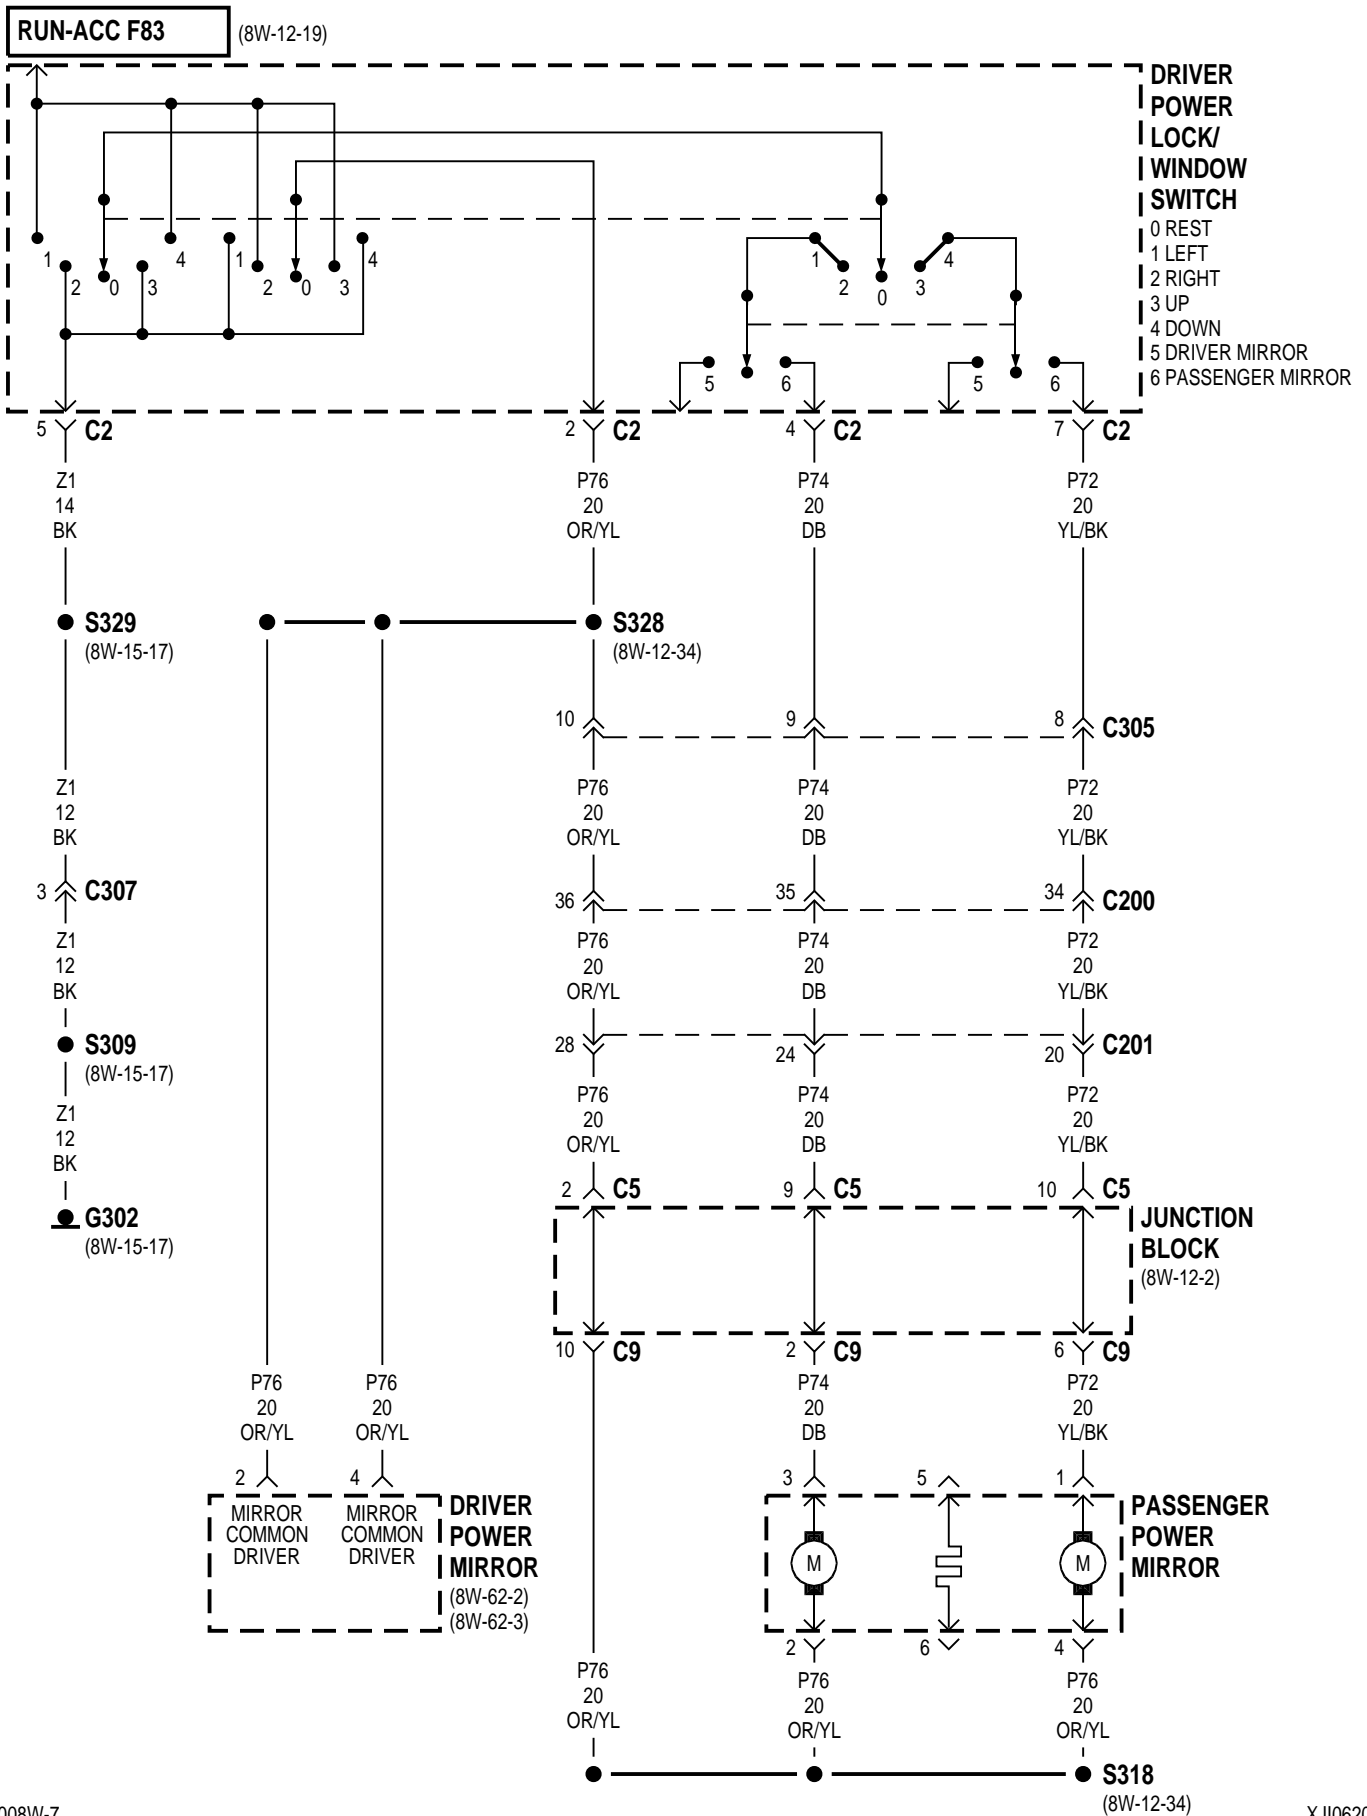 RUN-ACC F83 (8W-12-19)
DRIVER
POWER
LOCK/
WINDOW
SWITCH
0 REST
1 LEFT
2 RIGHT
3 UP
4 DOWN
5 DRIVER MIRROR
6 PASSENGER MIRROR
1 2 0 3 4 1 2 0 3 4 1 2 0 3 4
5 6 5 6
5 C2 2 C2 4 C2 7 C2
Z1 P76 P74 P72
14 20 20 20
BK OR/YL DB YL/BK
S329 S328
(8W-15-17) (8W-12-34)
10 9 8 C305
Z1 P76 P74 P72
12 20 20 20
BK OR/YL DB YL/BK
3 C307 36 35 34 C200
Z1 P76 P74 P72
12 20 20 20
BK OR/YL DB YL/BK
S309 28 24 20 C201
(8W-15-17)
Z1 P76 P74 P72
12 20 20 20
BK OR/YL DB YL/BK
2 C5 9 C5 10 C5
G302
(8W-15-17)
JUNCTION
BLOCK
(8W-12-2)
10 C9 2 C9 6 C9
P76 P76 P74 P72
20 20 20 20
OR/YL OR/YL DB YL/BK
2 4 3 5 1
MIRROR COMMON DRIVER
MIRROR COMMON DRIVER
DRIVER
POWER
MIRROR
(8W-62-2)
(8W-62-3)
M M
PASSENGER
POWER
MIRROR
2 6 4
P76 P76 P76
20 20 20
OR/YL OR/YL OR/YL
S318
(8W-12-34)